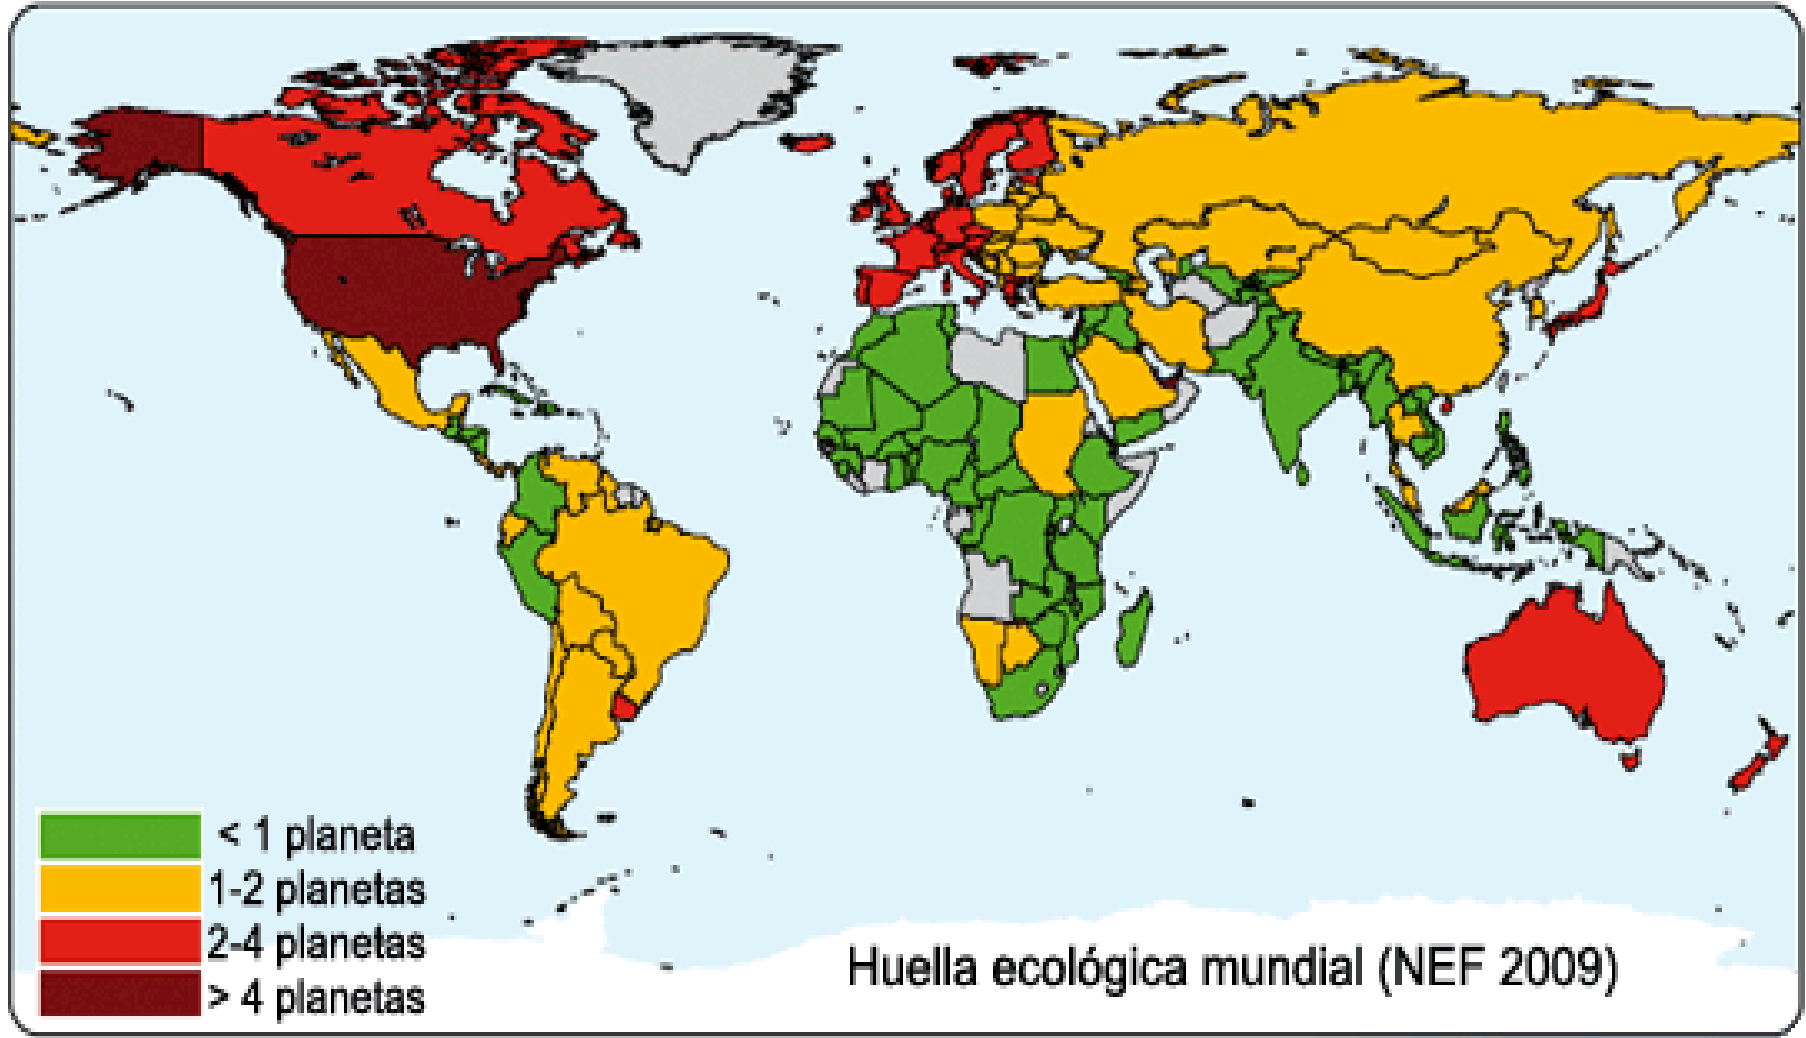 < 1 planeta
1-2 planetas
2-4 planetas
> 4 planetas
Huella ecológica mundial (NEF 2009)